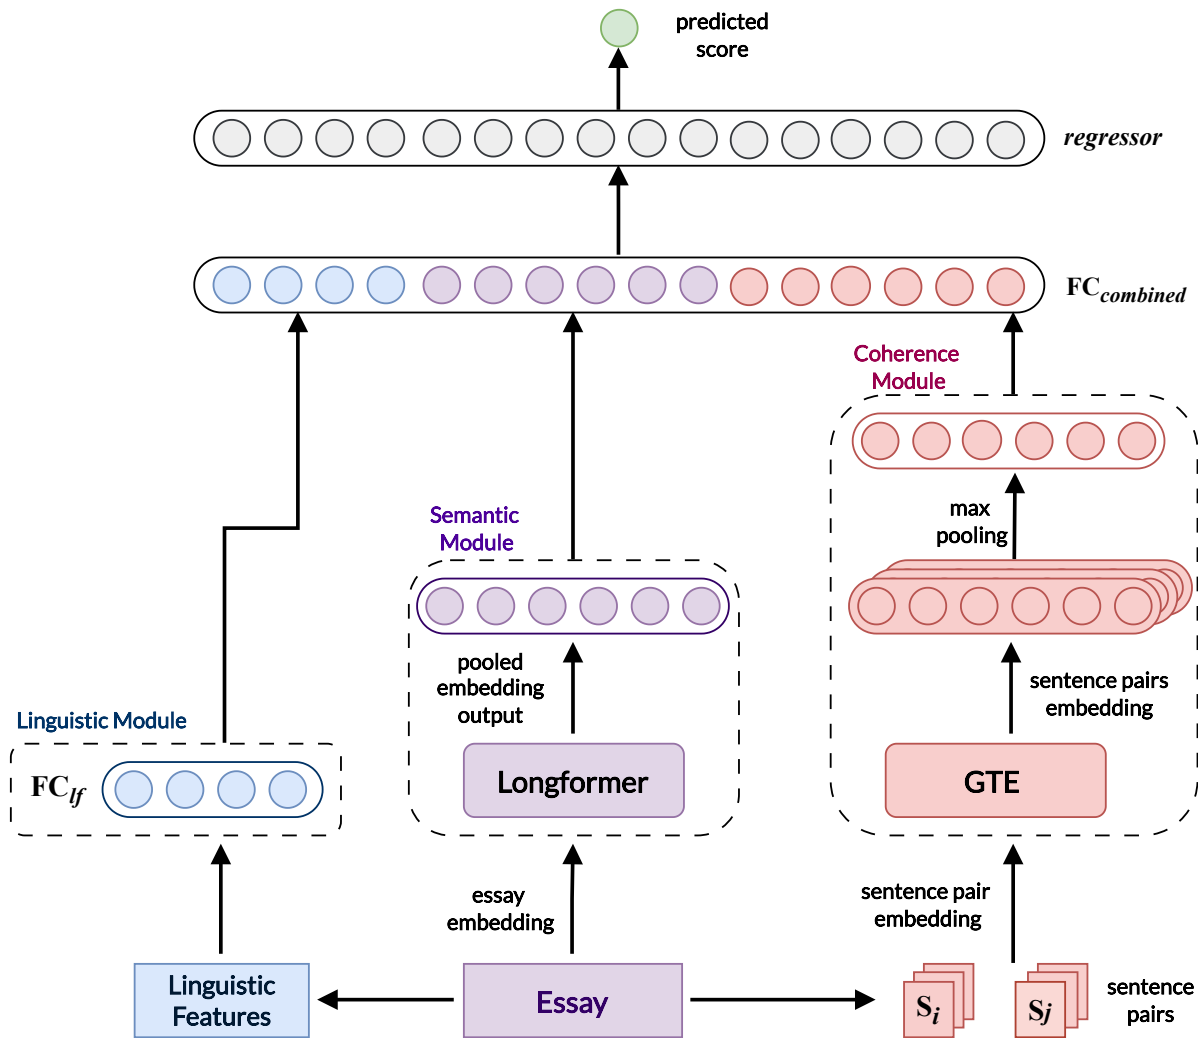 predicted
score
regressor
FCcombined
Coherence
Module
max
pooling
Semantic
Module
pooled
embedding
output
sentence pairs
embedding
Linguistic Module
FClf
Longformer
GTE
essay
embedding
sentence pair
embedding
Linguistic
Features
Essay
Si
Sj
sentence
pairs